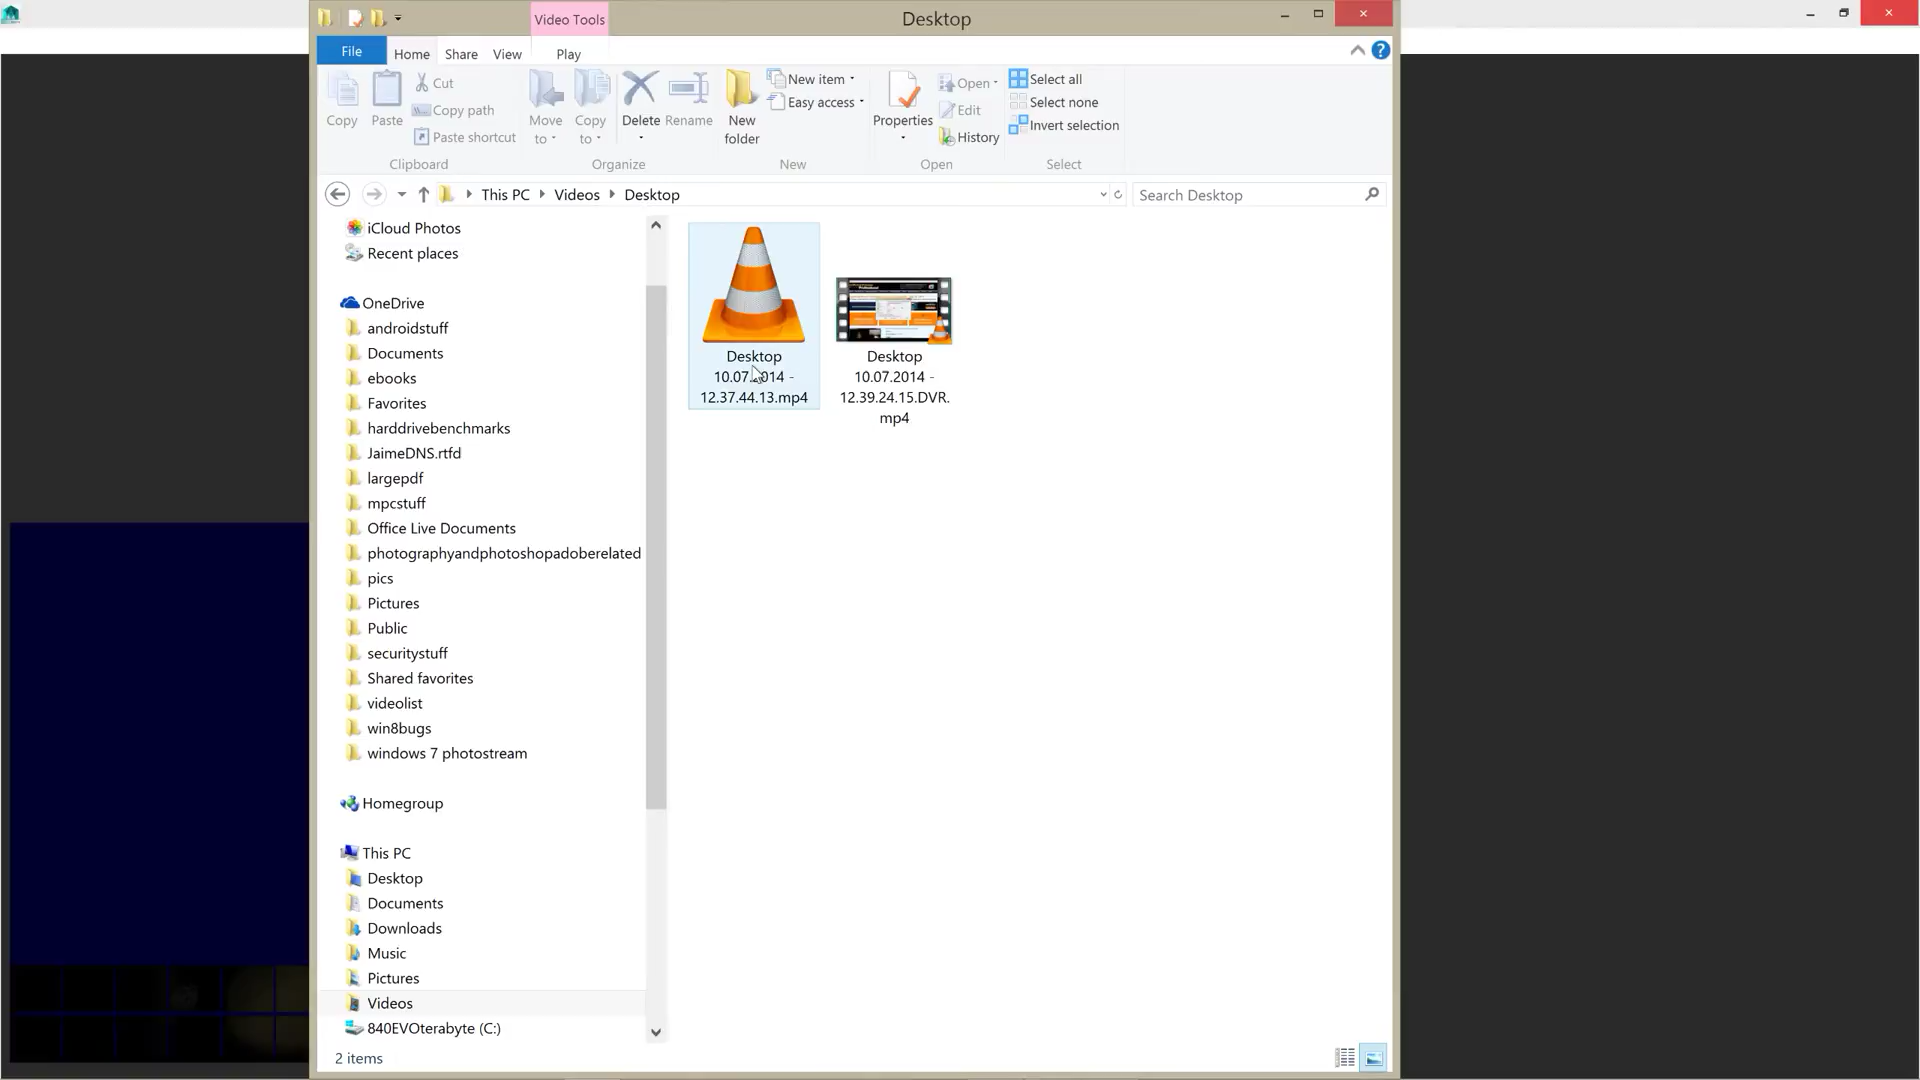 Video Tools
Desktop
File
Home
Share
View
Play
Copy
Paste
Cut
Copy path
Paste shortcut
Clipboard
Move to
Copy to
Delete
Rename
Organize
New folder
New item
Easy access
New
Properties
Open
Edit
History
Open
Select all
Select none
Invert selection
Select
This PC
Videos
Desktop
Search Desktop
iCloud Photos
Recent places
OneDrive
androidstuff
Documents
ebooks
Favorites
harddrivebenchmarks
JaimeDNS.rtfd
largepdf
mpcstuff
Office Live Documents
photographyandphotoshopadoberelated
pics
Pictures
Public
securitystuff
Shared favorites
videolist
win8bugs
windows 7 photostream
Homegroup
This PC
Desktop
Documents
Downloads
Music
Pictures
Videos
840EVOterabyte (C:)
Desktop
10.07.2014 -
12.37.44.13.mp4
Desktop
10.07.2014 -
12.39.24.15.DVR.
mp4
2 items